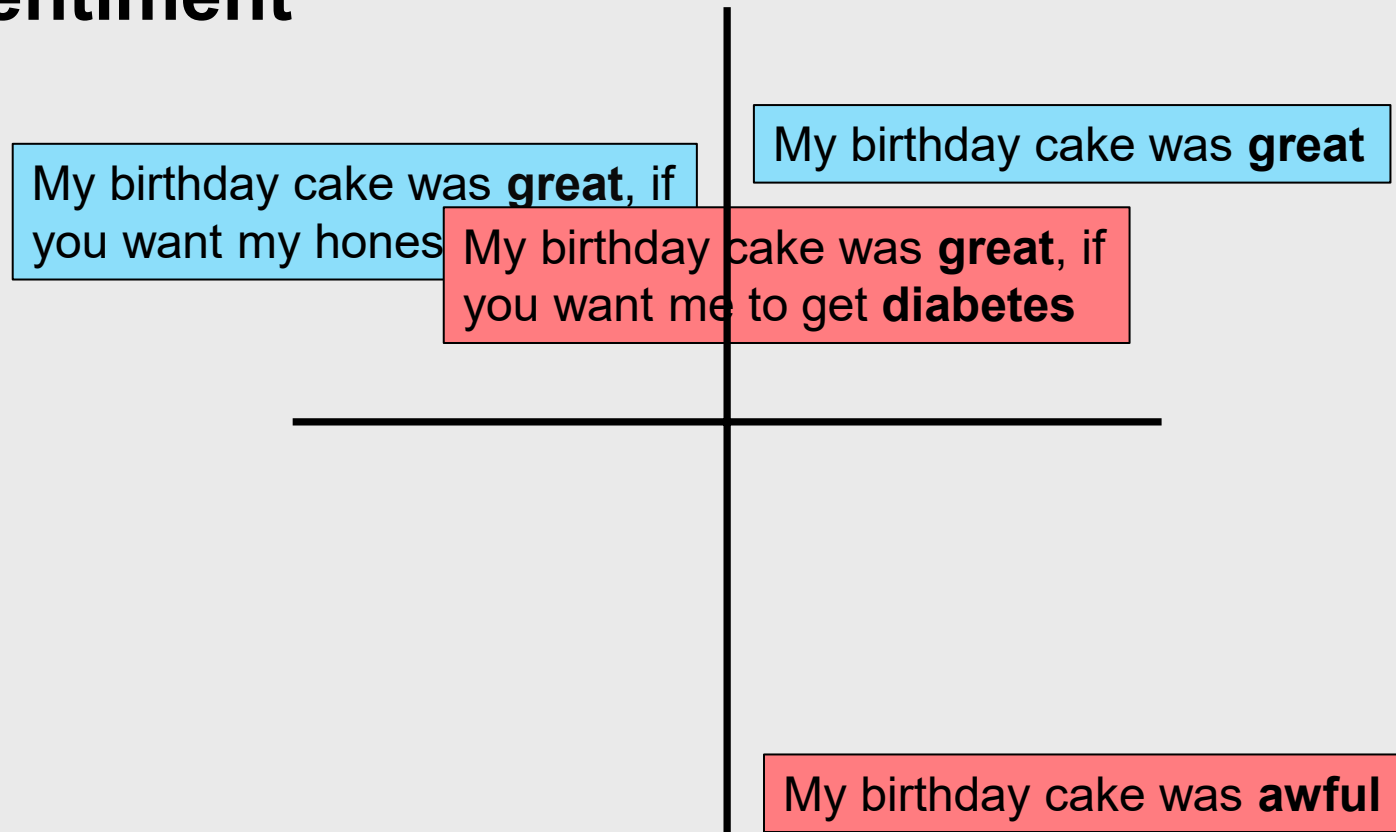 entiment
My birthday cake was great
My birthday cake was great, if
you want my hones
My birthday cake was great, if
you want me to get diabetes
My birthday cake was awful